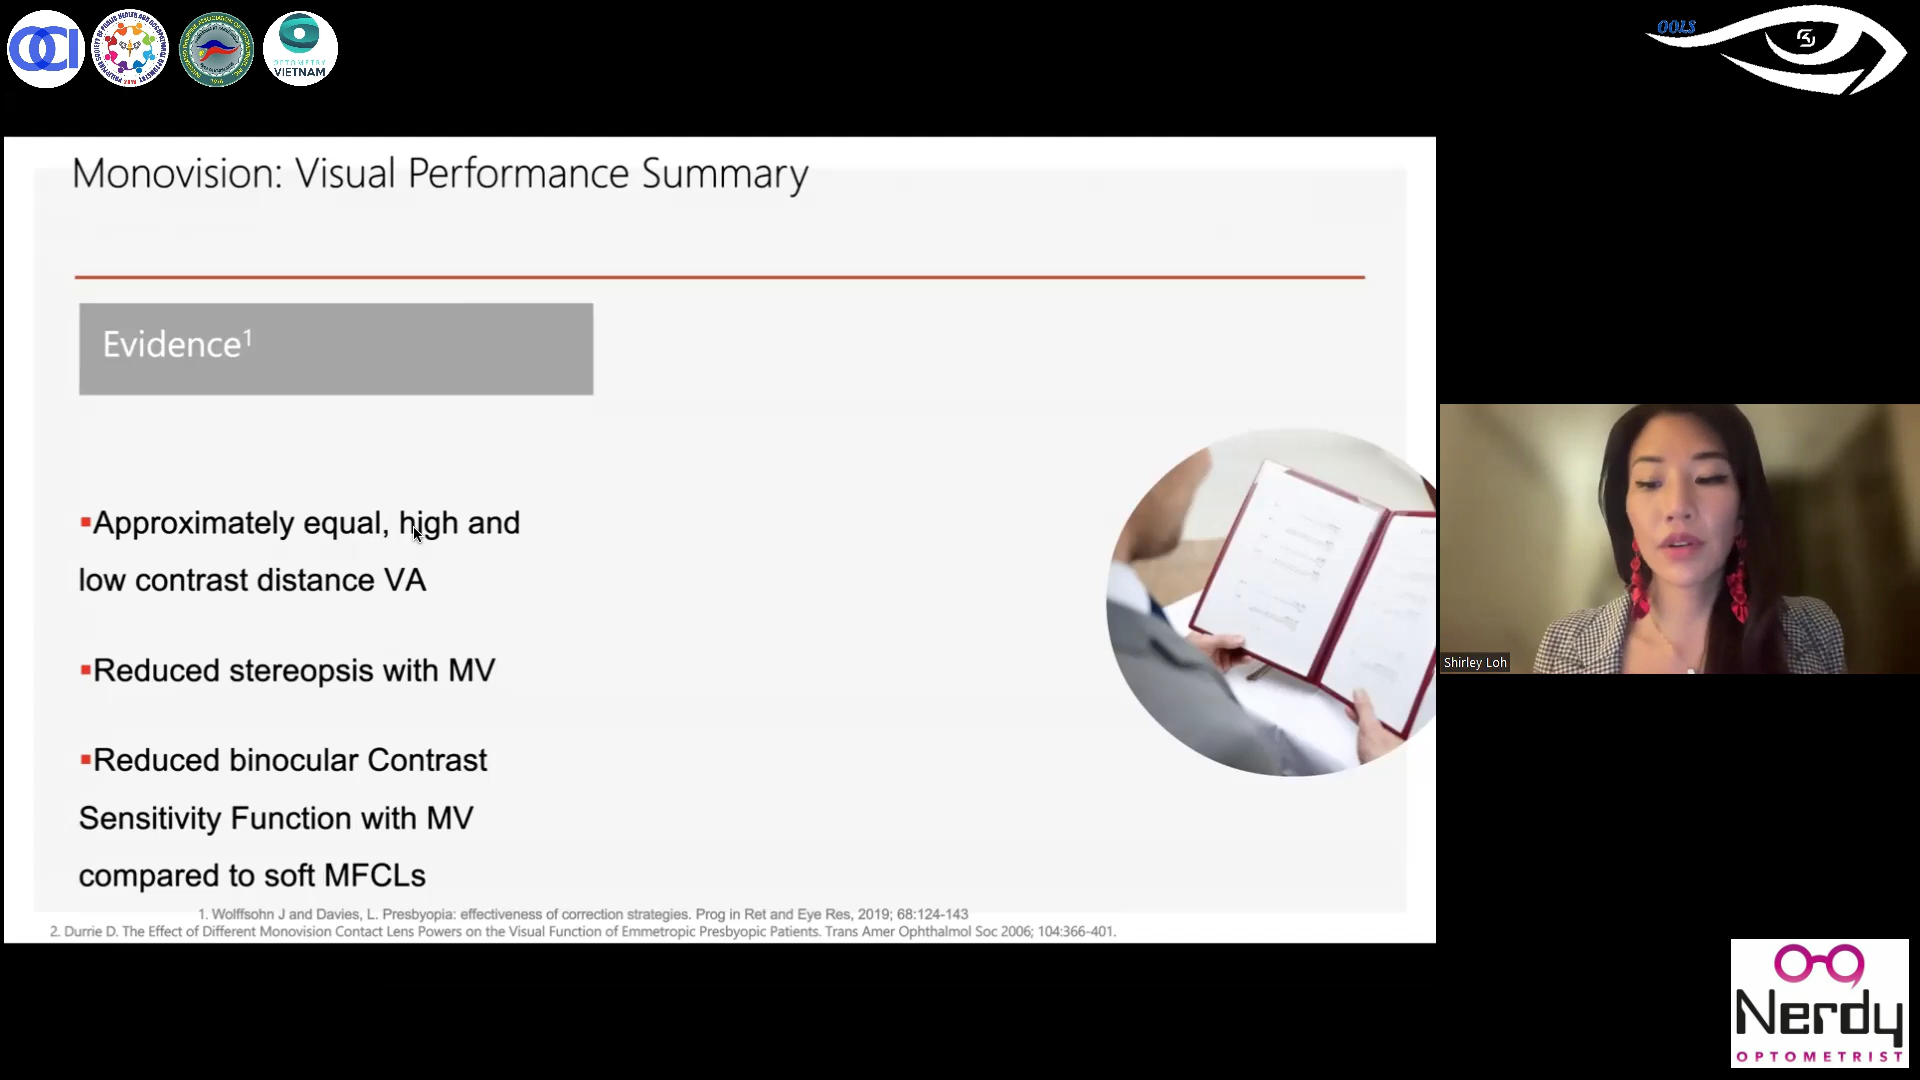 OCI
OPTOMETRY
VIETNAM
OOLS
Monovision: Visual Performance Summary
Evidence¹
▪Approximately equal, high and
low contrast distance VA
▪Reduced stereopsis with MV
▪Reduced binocular Contrast
Sensitivity Function with MV
compared to soft MFCLs
1. Wolffsohn J and Davies, L. Presbyopia: effectiveness of correction strategies. Prog in Ret and Eye Res, 2019; 68:124-143
2. Durrie D. The Effect of Different Monovision Contact Lens Powers on the Visual Function of Emmetropic Presbyopic Patients. Trans Amer Ophthalmol Soc 2006; 104:366-401.
Shirley Loh
Nerdy
OPTOMETRIST